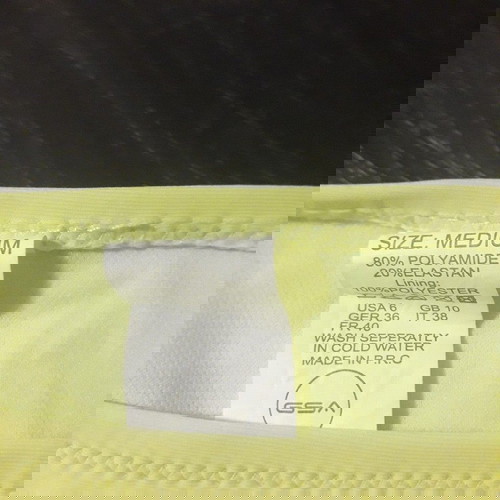 SIZE: MEDIUM
80% POLYAMIDE
20%ELASTAN
Lining:
100%POLYESTER
USA 6 GB 10
GER 36 IT 38
FR 40
WASH SEPERATLY
IN COLD WATER
MADE IN P.R.C
GSA